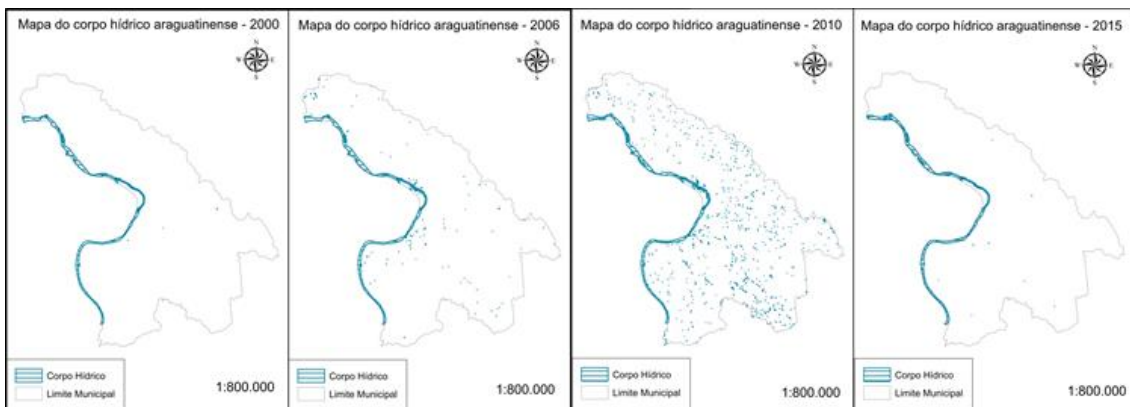 Mapa do corpo hídrico araguatinense - 2000
N
W E
S
Corpo Hídrico
Limite Municipal
1:800.000
Mapa do corpo hídrico araguatinense - 2006
N
W E
S
Corpo Hídrico
Limite Municipal
1:800.000
Mapa do corpo hídrico araguatinense - 2010
N
W E
S
Corpo Hídrico
Limite Municipal
1:800.000
Mapa do corpo hídrico araguatinense - 2015
N
W E
S
Corpo Hídrico
Limite Municipal
1:800.000